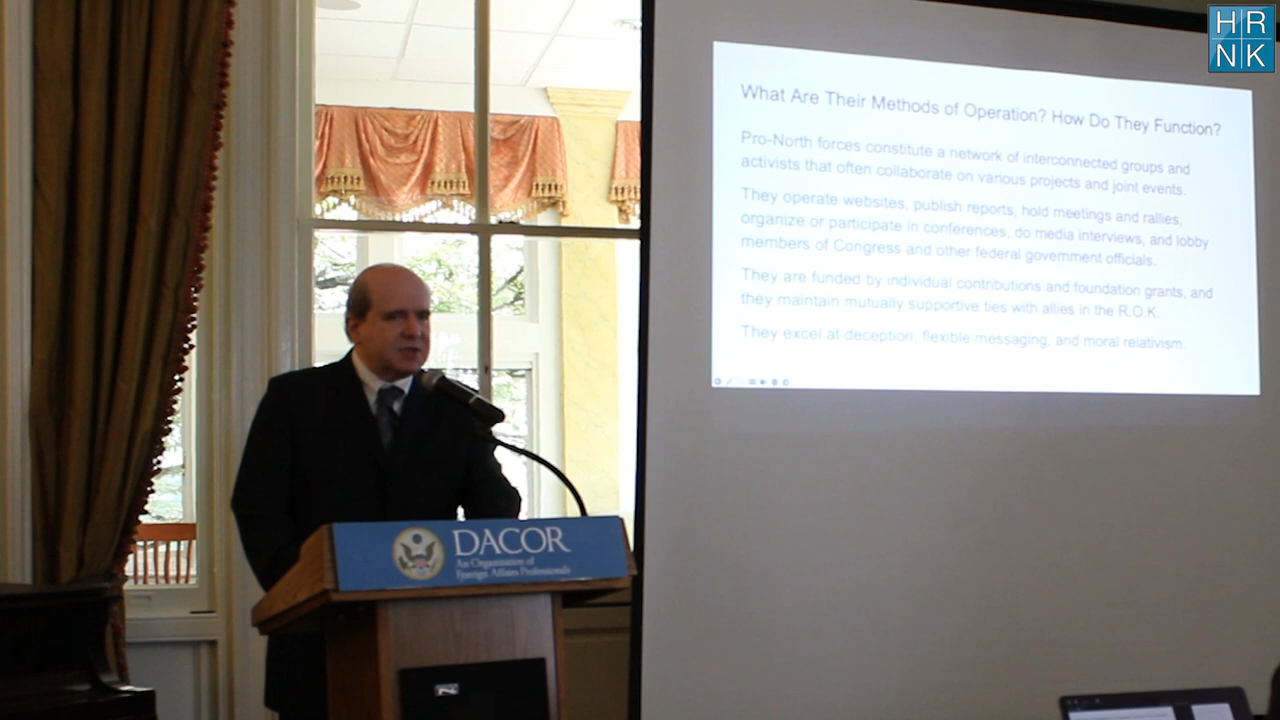 HR
NK
What Are Their Methods of Operation? How Do They Function?
Pro-North forces constitute a network of interconnected groups and
activists that often collaborate on various projects and joint events.
They operate websites, publish reports, hold meetings and rallies,
organize or participate in conferences, do media interviews, and lobby
members of Congress and other federal government officials.
They are funded by individual contributions and foundation grants, and
they maintain mutually supportive ties with allies in the R.O.K.
They excel at deception, flexible messaging, and moral relativism.
DACOR
An Organization of
Foreign Affairs Professionals